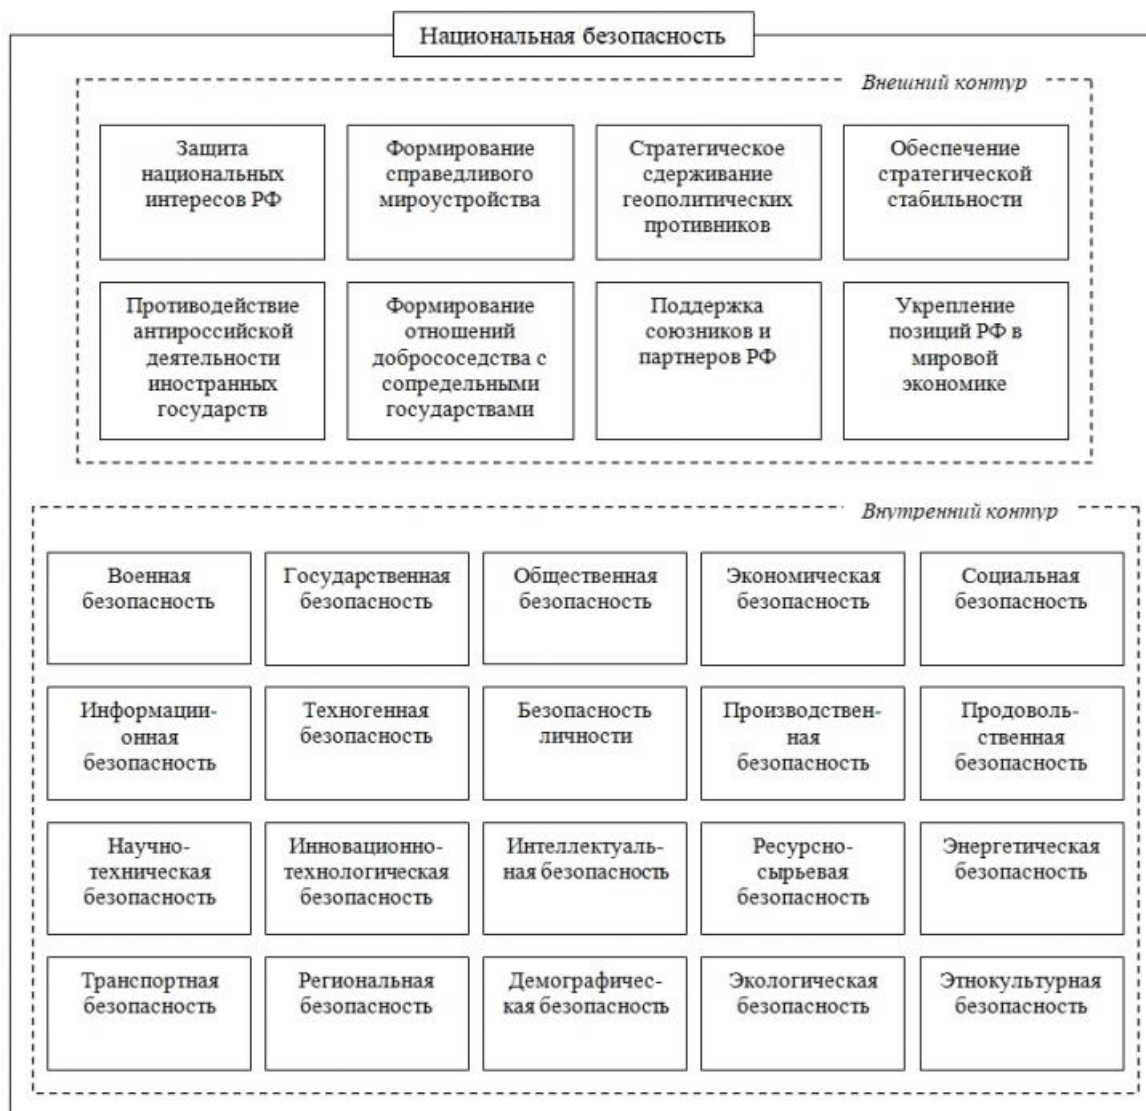 Национальная безопасность
Внешний контур
Защита
национальных
интересов РФ
Формирование
справедливого
мироустройства
Стратегическое
сдерживание
геополитических
противников
Обеспечение
стратегической
стабильности
Противодействие
антироссийской
деятельности
иностранных
государств
Формирование
отношений
добрососедства с
сопредельными
государствами
Поддержка
союзников и
партнеров РФ
Укрепление
позиций РФ в
мировой
экономике
Внутренний контур
Военная
безопасность
Государственная
безопасность
Общественная
безопасность
Экономическая
безопасность
Социальная
безопасность
Информаци-
онная
безопасность
Техногенная
безопасность
Безопасность
личности
Производствен-
ная
безопасность
Продоволь-
ственная
безопасность
Научно-
техническая
безопасность
Инновационно-
технологическая
безопасность
Интеллектуаль-
ная безопасность
Ресурсно-
сырьевая
безопасность
Энергетическая
безопасность
Транспортная
безопасность
Региональная
безопасность
Демографичес-
кая безопасность
Экологическая
безопасность
Этнокультурная
безопасность